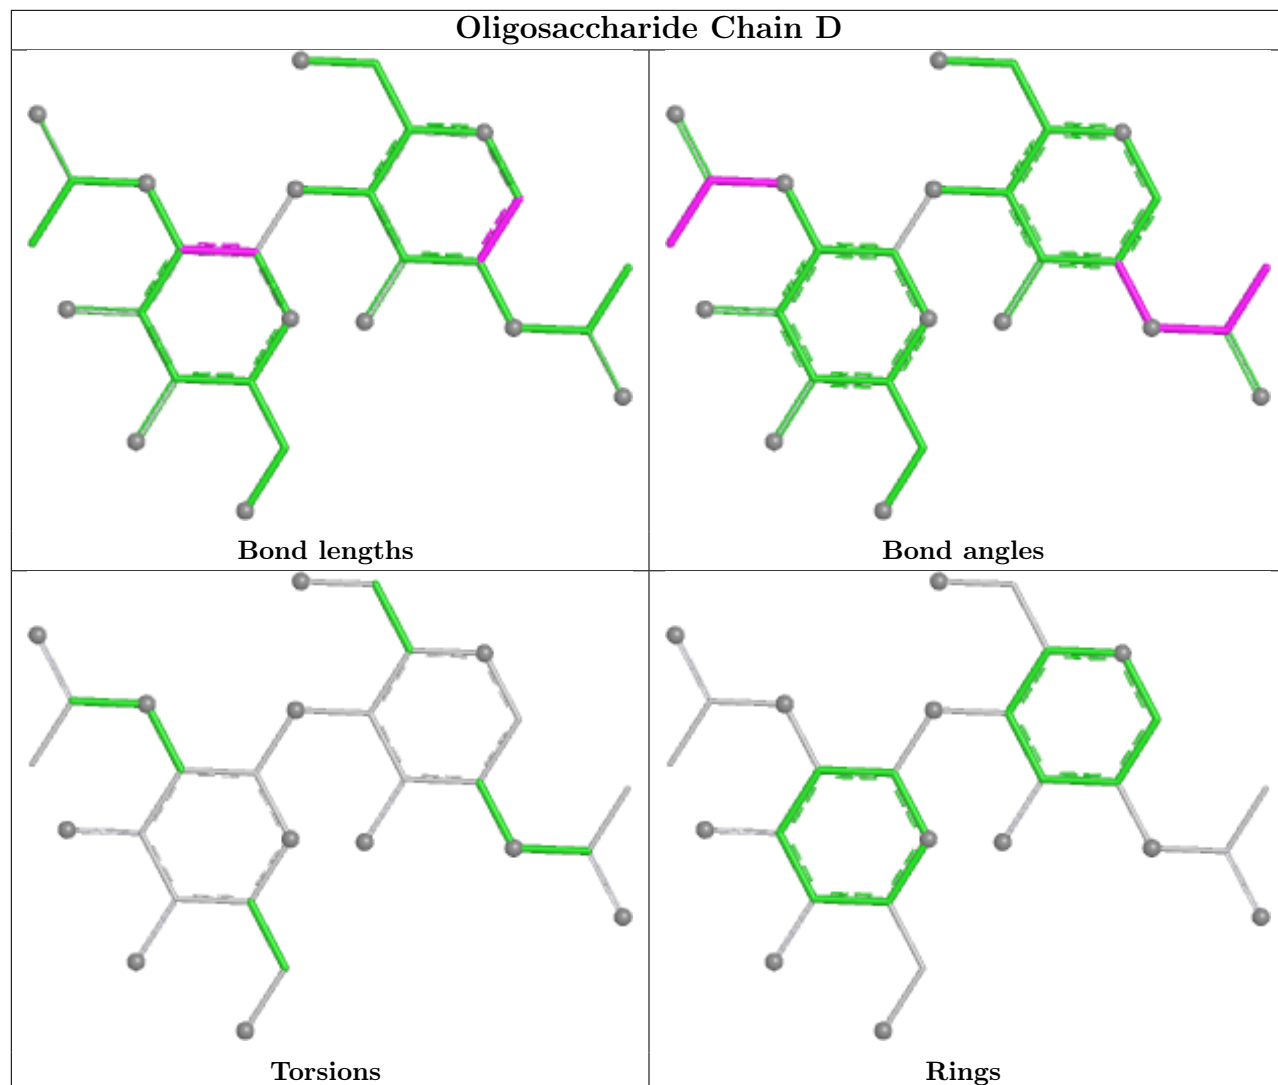 Oligosaccharide Chain D
Bond lengths
Bond angles
Torsions
Rings